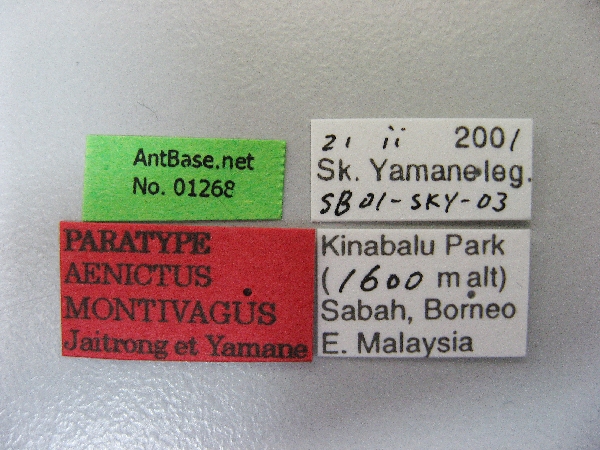 AntBase.net
No. 01268
21 ii 2001
Sk. Yamane leg.
SB01-SKY-03
PARATYPE
AENICTUS
MONTIVAGUS
Jaitrong et Yamane
Kinabalu Park
(1600 m alt)
Sabah, Borneo
E. Malaysia